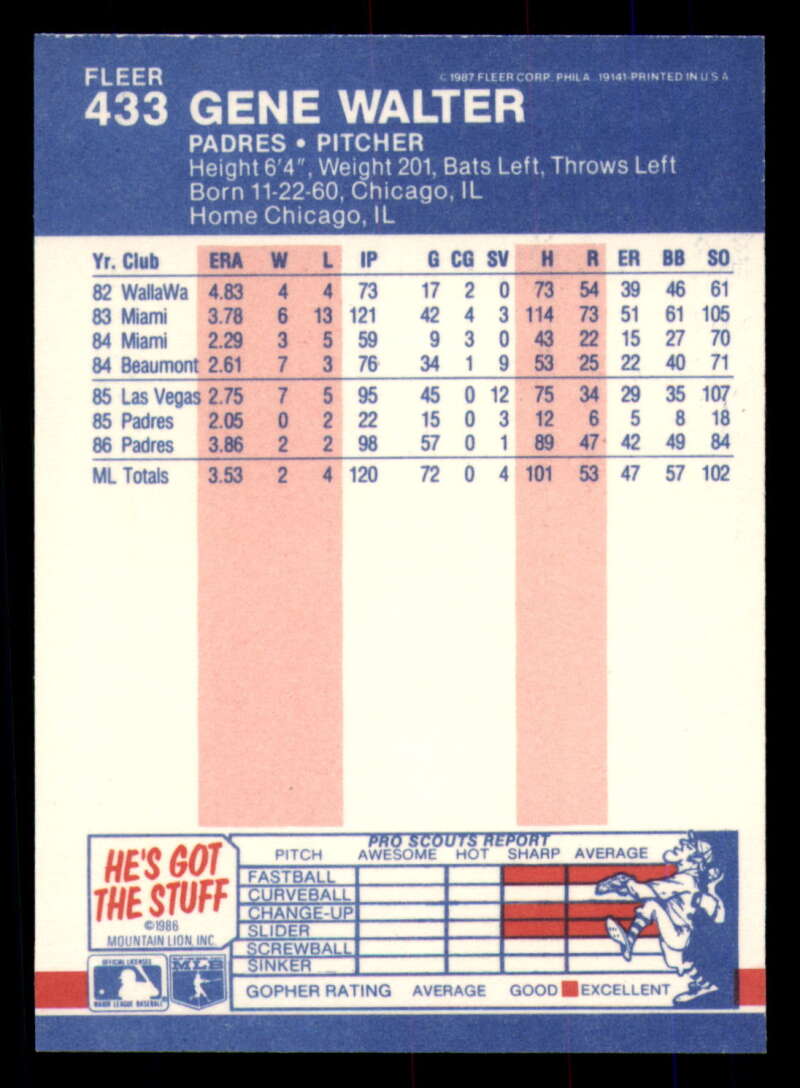 FLEER
© 1987 FLEER CORP. PHILA. 19141-PRINTED IN U S A
433 GENE WALTER
PADRES • PITCHER
Height 6'4", Weight 201, Bats Left, Throws Left
Born 11-22-60, Chicago, IL
Home Chicago, IL
Yr. Club ERA W L IP G CG SV H R ER BB SO
82 WallaWa 4.83 4 4 73 17 2 0 73 54 39 46 61
83 Miami 3.78 6 13 121 42 4 3 114 73 51 61 105
84 Miami 2.29 3 5 59 9 3 0 43 22 15 27 70
84 Beaumont 2.61 7 3 76 34 1 9 53 25 22 40 71
85 Las Vegas 2.75 7 5 95 45 0 12 75 34 29 35 107
85 Padres 2.05 0 2 22 15 0 3 12 6 5 8 18
86 Padres 3.86 2 2 98 57 0 1 89 47 42 49 84
ML Totals 3.53 2 4 120 72 0 4 101 53 47 57 102
HE'S GOT
THE STUFF
©1986
MOUNTAIN LION, INC.
PRO SCOUTS REPORT
PITCH AWESOME HOT SHARP AVERAGE
FASTBALL
CURVEBALL
CHANGE-UP
SLIDER
SCREWBALL
SINKER
GOPHER RATING AVERAGE GOOD EXCELLENT
OFFICIAL LICENSEE
MAJOR LEAGUE BASEBALL
MLB